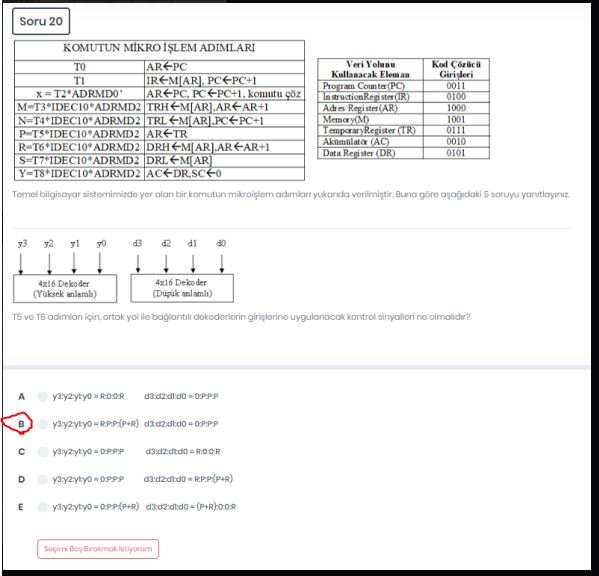 Soru 20
KOMUTUN MİKRO İŞLEM ADIMLARI
T0 AR←PC
T1 IR←M[AR], PC←PC+1
x = T2*ADRMD0' AR←PC, PC←PC+1, komutu çöz
M=T3*IDEC10*ADRMD2 TRH←M[AR],AR←AR+1
N=T4*IDEC10*ADRMD2 TRL←M[AR],PC←PC+1
P=T5*IDEC10*ADRMD2 AR←TR
R=T6*IDEC10*ADRMD2 DRH←M[AR],AR←AR+1
S=T7*IDEC10*ADRMD2 DRL←M[AR]
Y=T8*IDEC10*ADRMD2 AC←DR,SC←0
Veri Yolunu Kod Çözücü
Kullanacak Eleman Girişleri
Program Counter(PC) 0011
InstructionRegister(IR) 0100
Adres Register(AR) 1000
Memory(M) 1001
TemporaryRegister (TR) 0111
Akümülatör (AC) 0010
Data Register (DR) 0101
Temel bilgisayar sistemimizde yer alan bir komutun mikroişlem adımları yukarıda verilmiştir. Buna göre aşağıdaki 5 soruyu yanıtlayınız.
y3 y2 y1 y0 d3 d2 d1 d0
4x16 Dekoder 4x16 Dekoder
(Yüksek anlamlı) (Düşük anlamlı)
T5 ve T6 adımları için, ortak yol ile bağlantılı dekoderlerin girişlerine uygulanacak kontrol sinyalleri ne olmalıdır?
A y3:y2:y1:y0 = R:0:0:R d3:d2:d1:d0 = 0:P:P:P
B y3:y2:y1:y0 = R:P:P:(P+R) d3:d2:d1:d0 = 0:P:P:P
C y3:y2:y1:y0 = 0:P:P:P d3:d2:d1:d0 = R:0:0:R
D y3:y2:y1:y0 = 0:P:P:P d3:d2:d1:d0 = R:P:P:(P+R)
E y3:y2:y1:y0 = 0:P:P:(P+R) d3:d2:d1:d0 = (P+R):0:0:R
Seçimi Boş Bırakmak İstiyorum